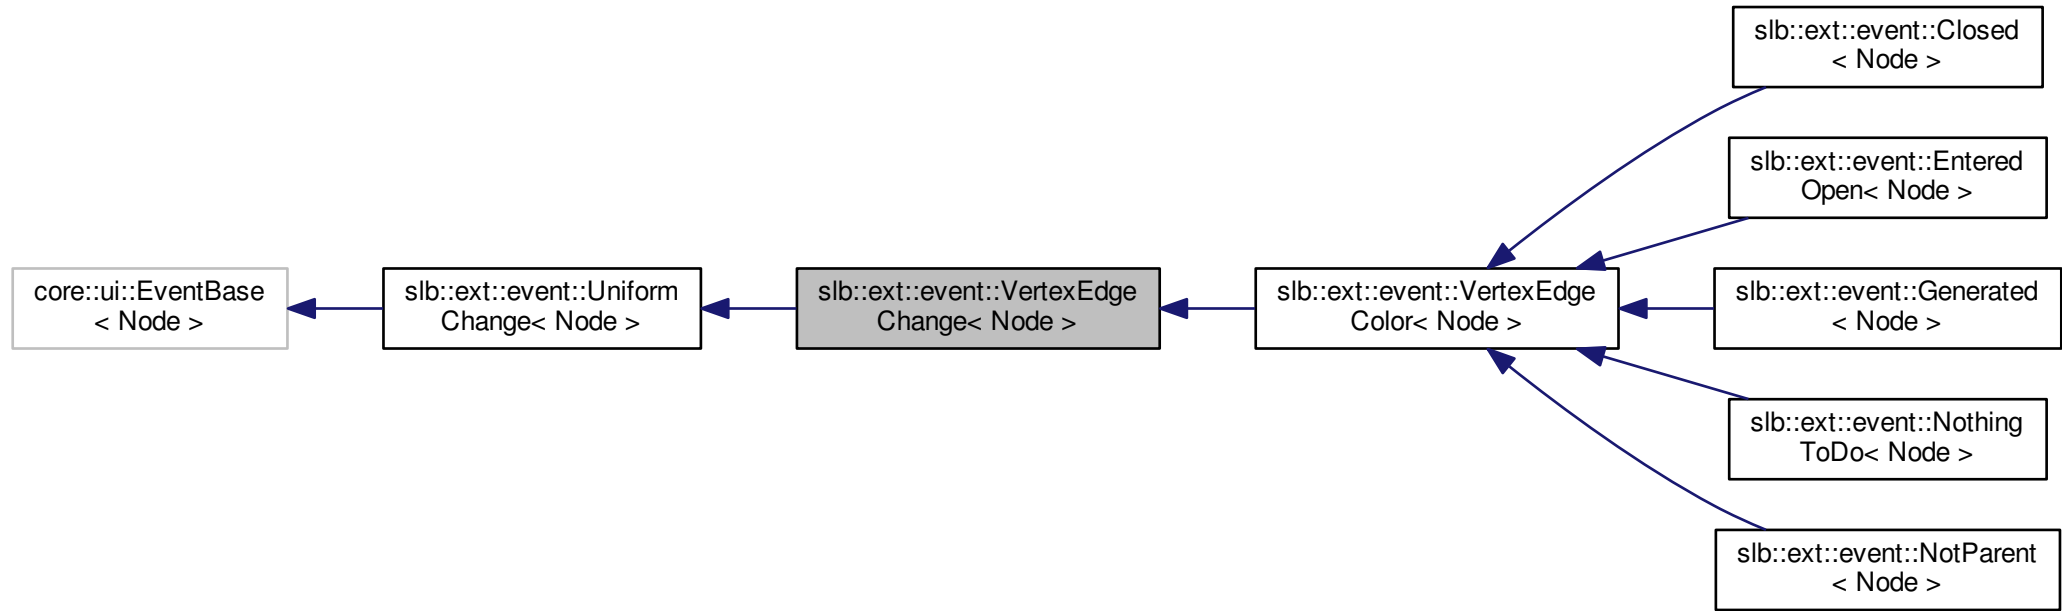 core::ui::EventBase
< Node >
slb::ext::event::Uniform
Change< Node >
slb::ext::event::VertexEdge
Change< Node >
slb::ext::event::VertexEdge
Color< Node >
slb::ext::event::Closed
< Node >
slb::ext::event::Entered
Open< Node >
slb::ext::event::Generated
< Node >
slb::ext::event::Nothing
ToDo< Node >
slb::ext::event::NotParent
< Node >